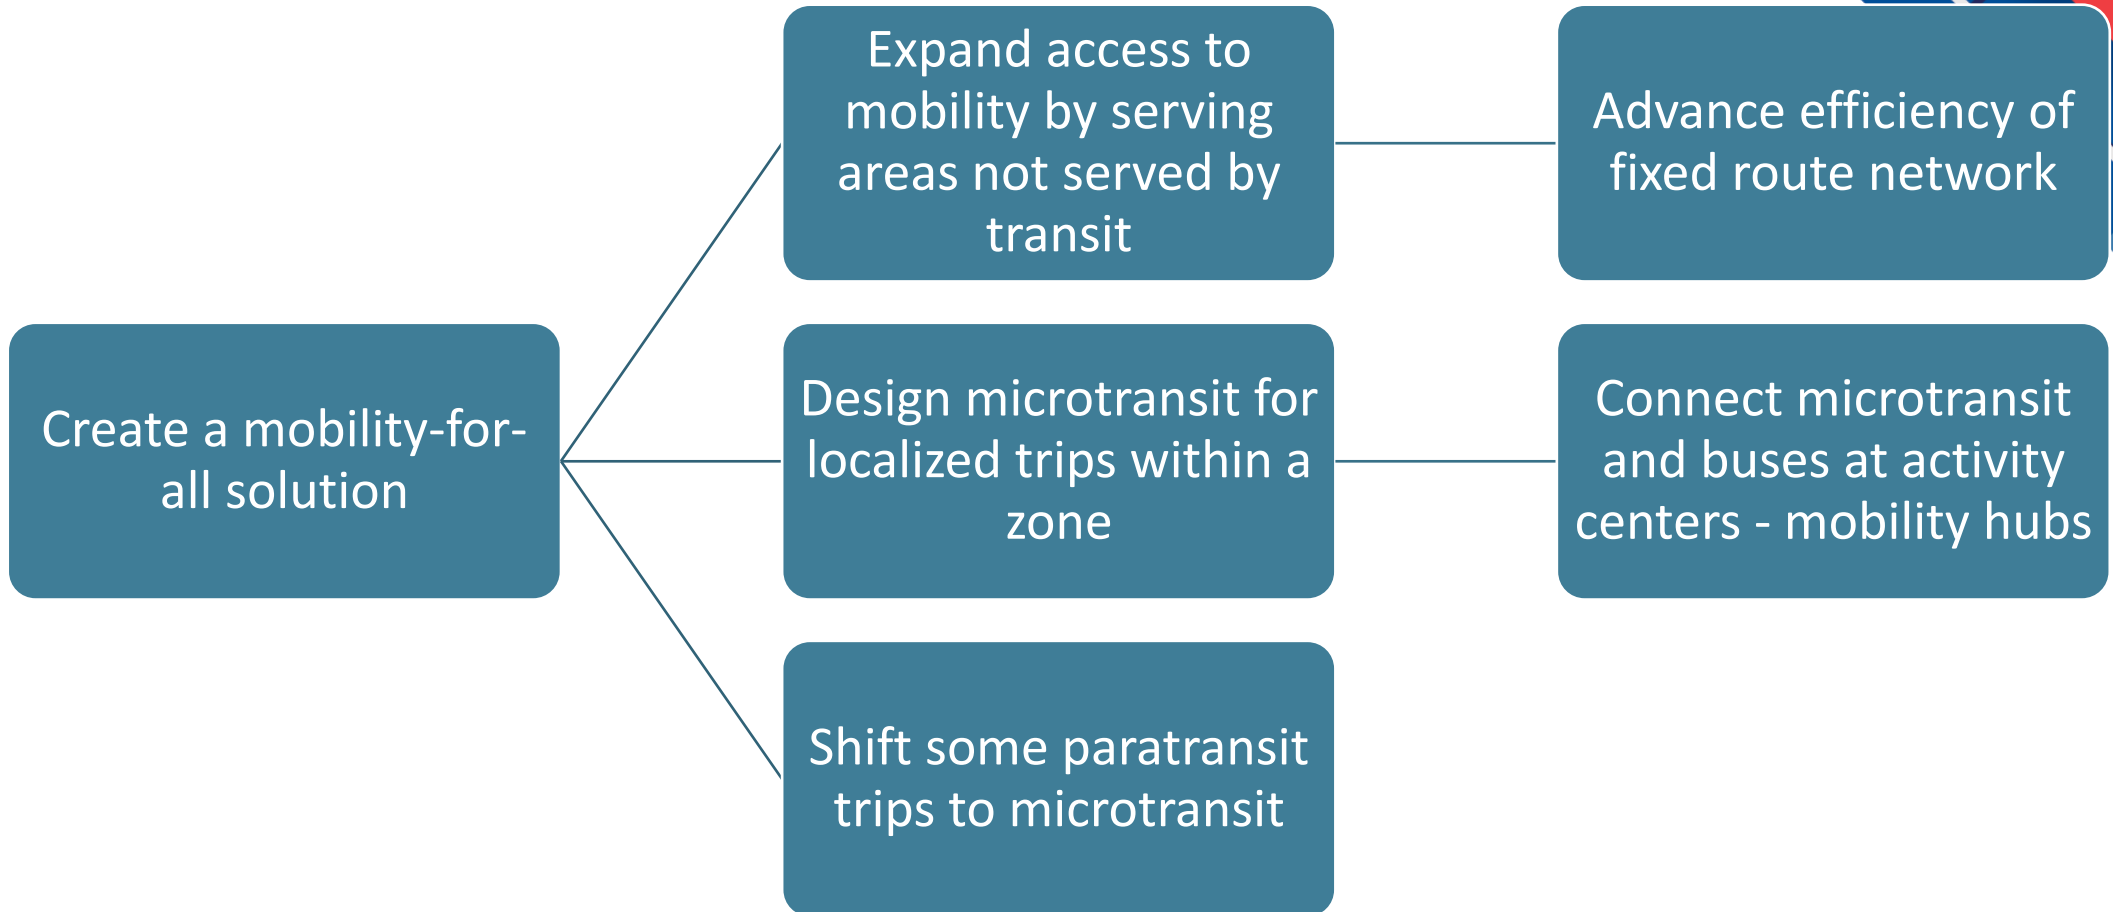 Create a mobility-for-
all solution
Expand access to
mobility by serving
areas not served by
transit
Advance efficiency of
fixed route network
Design microtransit for
localized trips within a
zone
Connect microtransit
and buses at activity
centers - mobility hubs
Shift some paratransit
trips to microtransit